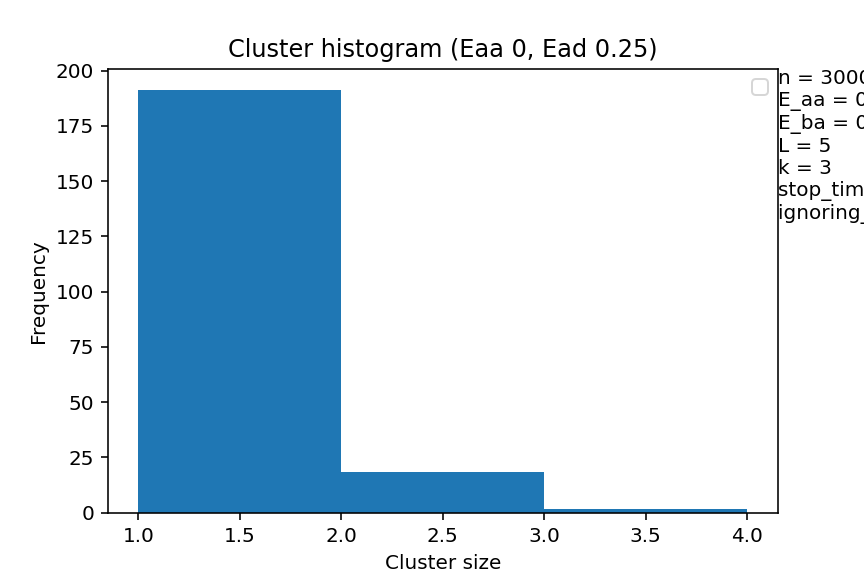 Cluster histogram (Eaa 0, Ead 0.25)
200
175
150
125
100
75
50
25
0
Frequency
1.0 1.5 2.0 2.5 3.0 3.5 4.0
Cluster size
n = 3000
E_aa = 0
E_ba = 0
L = 5
k = 3
stop_tim
ignoring_